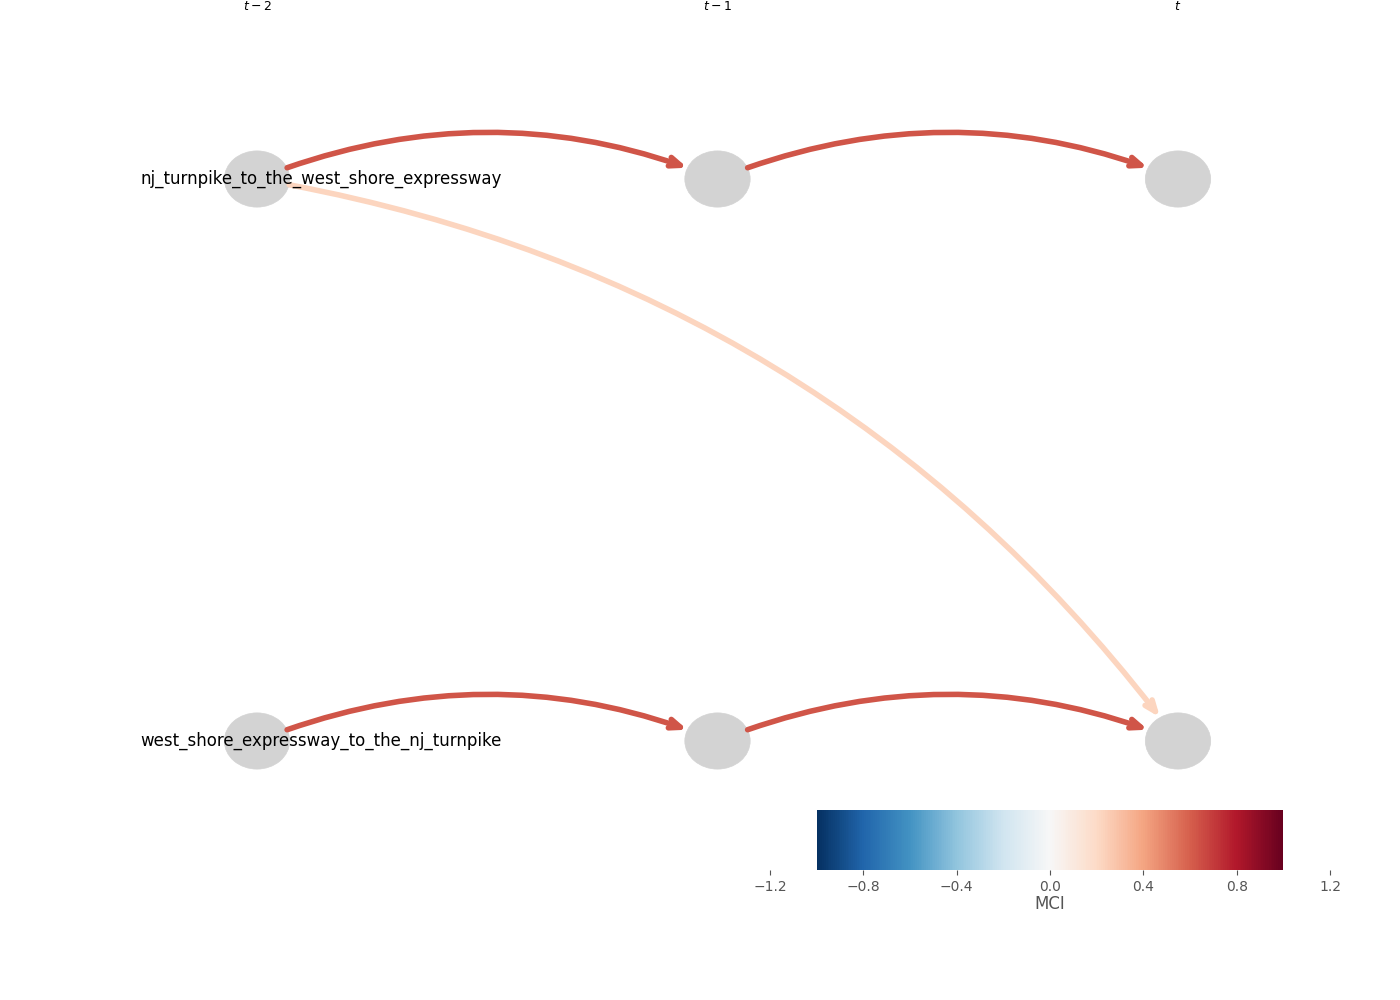 t − 2
t − 1
t
nj_turnpike_to_the_west_shore_expressway
west_shore_expressway_to_the_nj_turnpike
−1.2
−0.8
−0.4
0.0
0.4
0.8
1.2
MCI